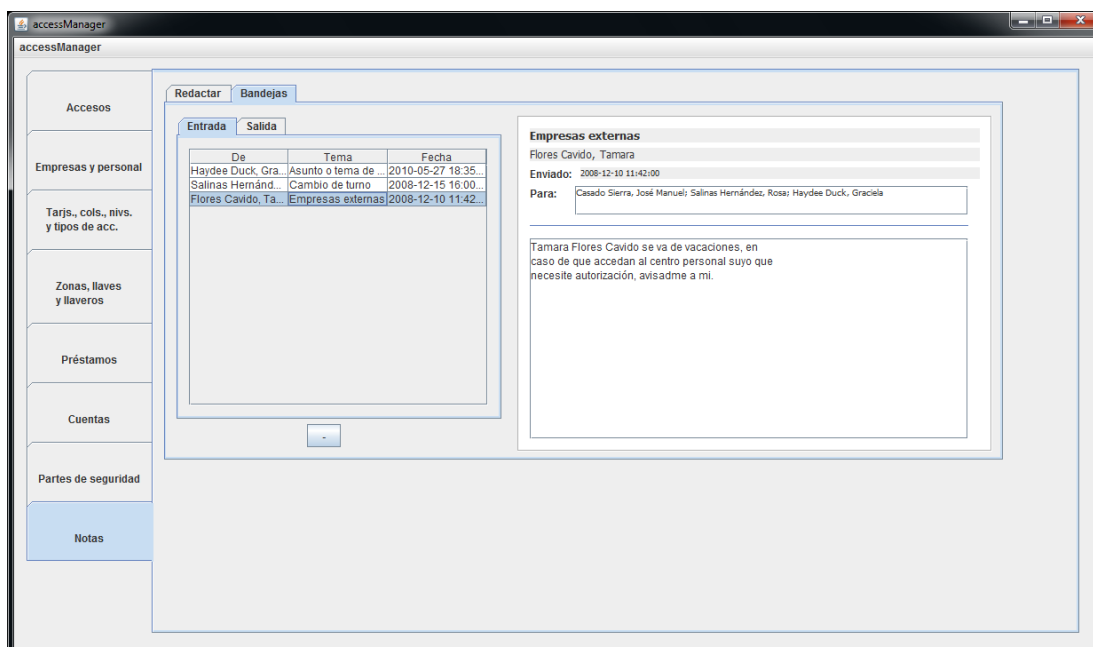 accessManager
accessManager
Accesos
Empresas y personal
Tarjs., cols., nivs.
y tipos de acc.
Zonas, llaves
y llaveros
Préstamos
Cuentas
Partes de seguridad
Notas
Redactar Bandejas
Entrada Salida
De Tema Fecha
Haydee Duck, Gra... Asunto o tema de ... 2010-05-27 18:35...
Salinas Hernánd... Cambio de turno 2008-12-15 16:00...
Flores Cavido, Ta... Empresas externas 2008-12-10 11:42...
-
Empresas externas
Flores Cavido, Tamara
Enviado: 2008-12-10 11:42:00
Para: Casado Sierra, José Manuel; Salinas Hernández, Rosa; Haydee Duck, Graciela
Tamara Flores Cavido se va de vacaciones, en
caso de que accedan al centro personal suyo que
necesite autorización, avisadme a mi.